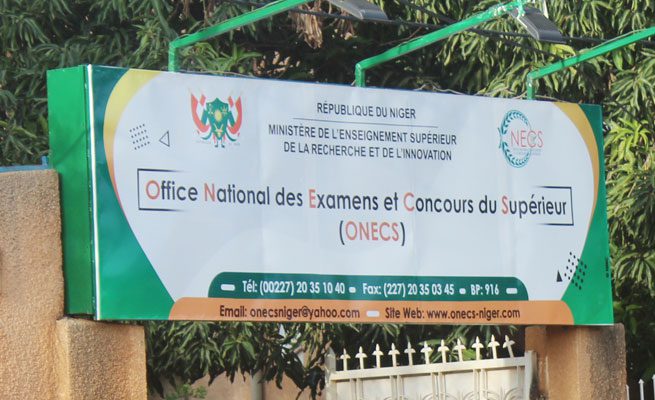 RÉPUBLIQUE DU NIGER
MINISTÈRE DE L'ENSEIGNEMENT SUPÉRIEUR
DE LA RECHERCHE ET DE L'INNOVATION
NECS
Office National des Examens et Concours du Supérieur
(ONECS)
Tél: (00227) 20 35 10 40 - Fax: (227) 20 35 03 45 - BP: 916 -
Email: onecsniger@yahoo.com - Site Web: www.onecs-niger.com